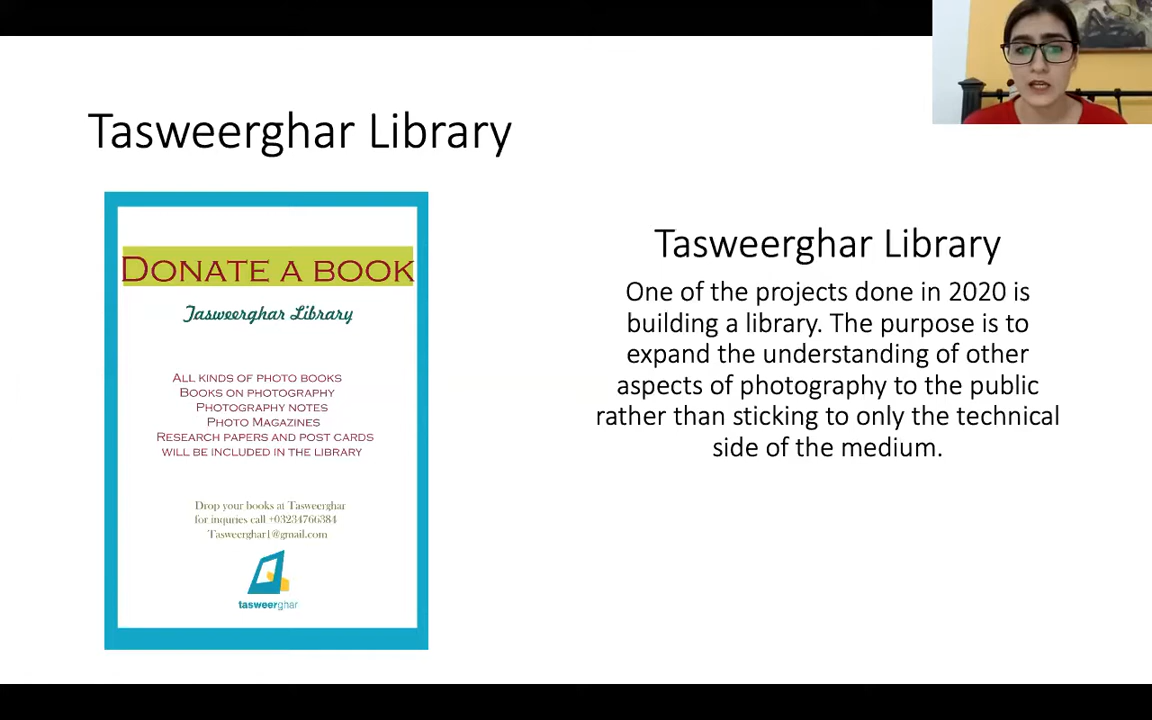 Tasweerghar Library
DONATE A BOOK
Tasweerghar Library
ALL KINDS OF PHOTO BOOKS
BOOKS ON PHOTOGRAPHY
PHOTOGRAPHY NOTES
PHOTO MAGAZINES
RESEARCH PAPERS AND POST CARDS
WILL BE INCLUDED IN THE LIBRARY
Drop your books at Tasweerghar
for inquries call +03234766384
Tasweerghar1@gmail.com
tasweerghar
Tasweerghar Library
One of the projects done in 2020 is
building a library. The purpose is to
expand the understanding of other
aspects of photography to the public
rather than sticking to only the technical
side of the medium.